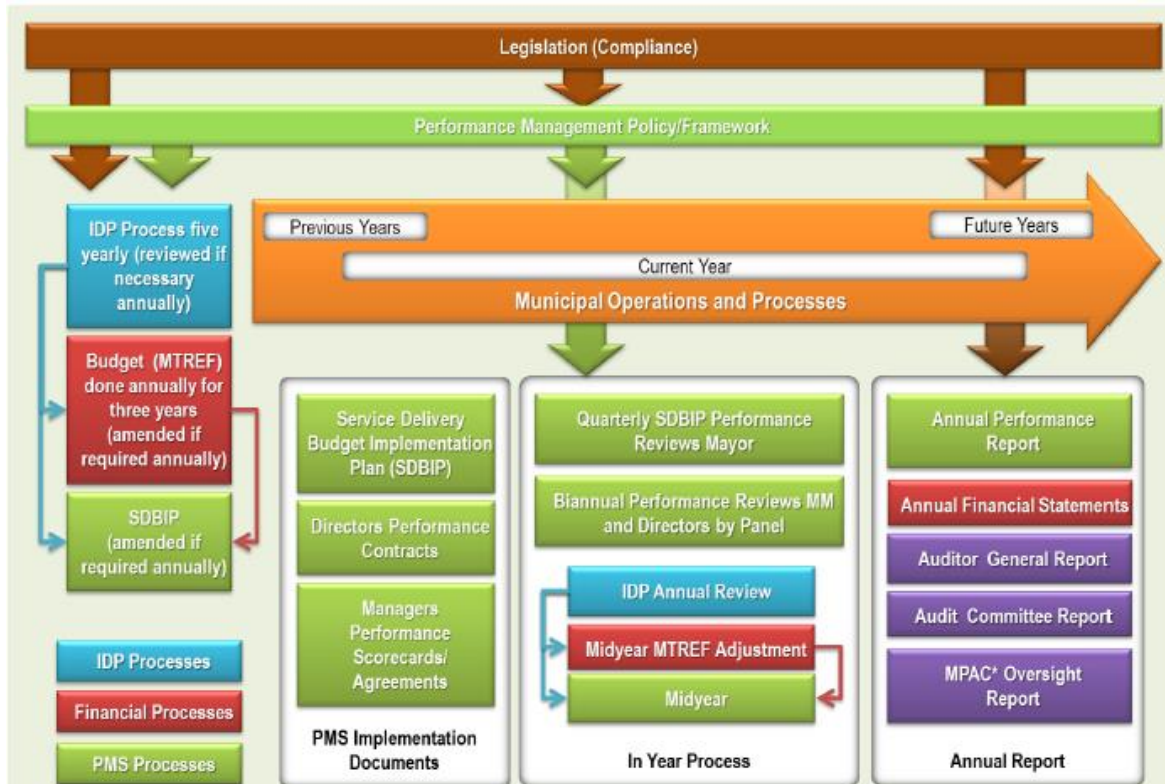 Legislation (Compliance)
Performance Management Policy/Framework
IDP Process five
yearly (reviewed if
necessary
annually)
Budget (MTREF)
done annually for
three years
(amended if
required annually)
SDBIP
(amended if
required annually)
IDP Processes
Financial Processes
PMS Processes
Previous Years
Future Years
Current Year
Municipal Operations and Processes
Service Delivery
Budget Implementation
Plan (SDBIP)
Directors Performance
Contracts
Managers
Performance
Scorecards/
Agreements
PMS Implementation
Documents
Quarterly SDBIP Performance
Reviews Mayor
Biannual Performance Reviews MM
and Directors by Panel
IDP Annual Review
Midyear MTREF Adjustment
Midyear
In Year Process
Annual Performance
Report
Annual Financial Statements
Auditor General Report
Audit Committee Report
MPAC* Oversight
Report
Annual Report